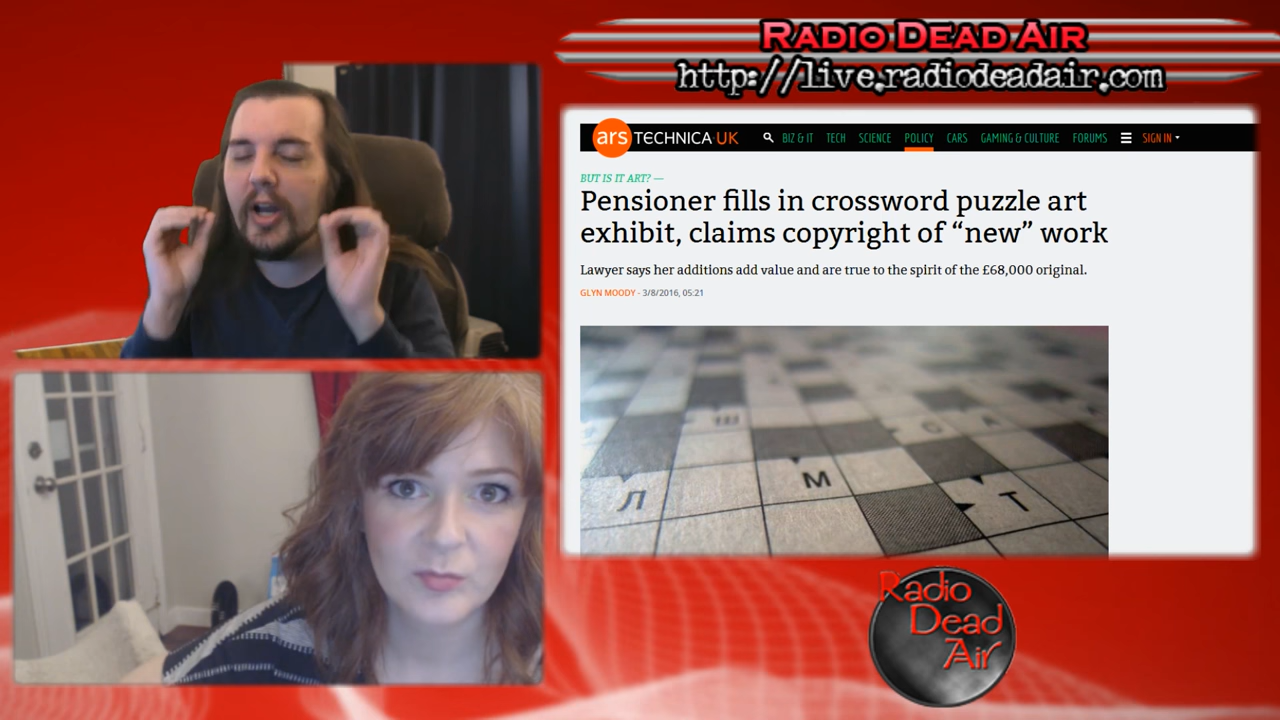 RADIO DEAD AIR
http://live.radiodeadair.com
ars TECHNICA UK BIZ & IT TECH SCIENCE POLICY CARS GAMING & CULTURE FORUMS SIGN IN
BUT IS IT ART? —
Pensioner fills in crossword puzzle art
exhibit, claims copyright of “new” work
Lawyer says her additions add value and are true to the spirit of the £68,000 original.
GLYN MOODY - 3/8/2016, 05:21
Ш
О А
Л М Т
Radio
Dead
Air